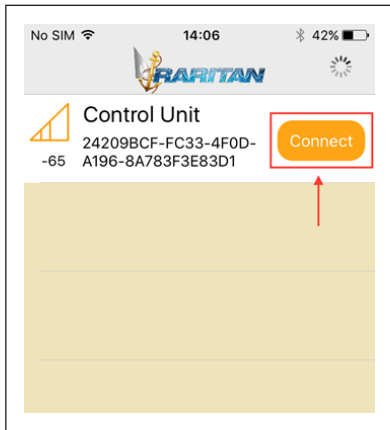 No SIM 14:06 42%
RARITAN
Control Unit
24209BCF-FC33-4F0D-
-65 A196-8A783F3E83D1
Connect